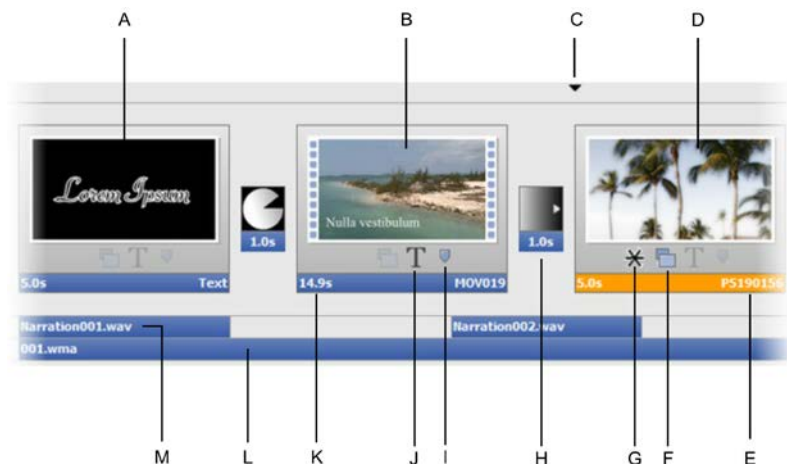 A B C D
Lorem Ipsum
Nulla vestibulum
1.0s
1.0s
T T T
5.0s Text
14.9s MOV019
5.0s P5190156
Narration001.wav
Narration002.wav
001.wma
M L K J I H G F E